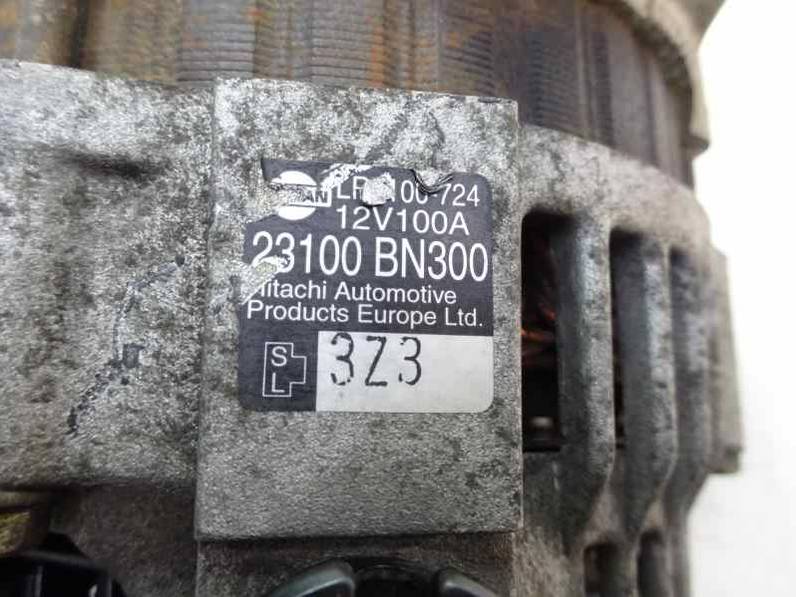 12V100A
23100 BN300
Hitachi Automotive
Products Europe Ltd.
S
L
3Z3